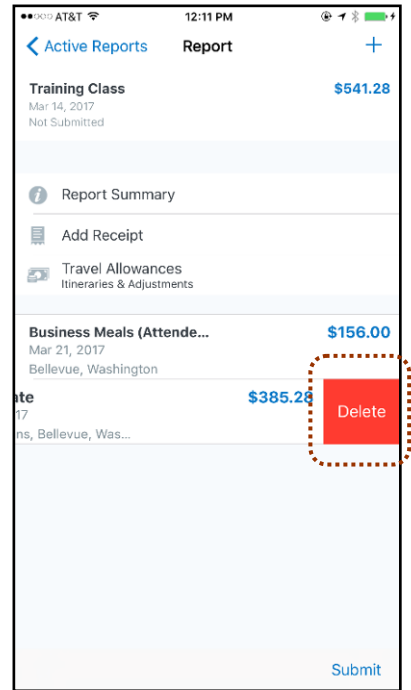 AT&T 12:11 PM
Active Reports Report +
Training Class $541.28
Mar 14, 2017
Not Submitted
Report Summary
Add Receipt
Travel Allowances
Itineraries & Adjustments
Business Meals (Attende... $156.00
Mar 21, 2017
Bellevue, Washington
ate $385.28 Delete
17
ns, Bellevue, Was...
Submit